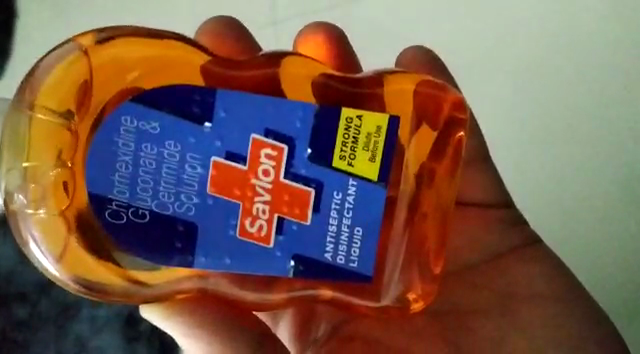 Chlorhexidine
Gluconate &
Cetrimide
Solution
Savlon
STRONG
FORMULA
Dilute
Before Use
ANTISEPTIC
DISINFECTANT
LIQUID